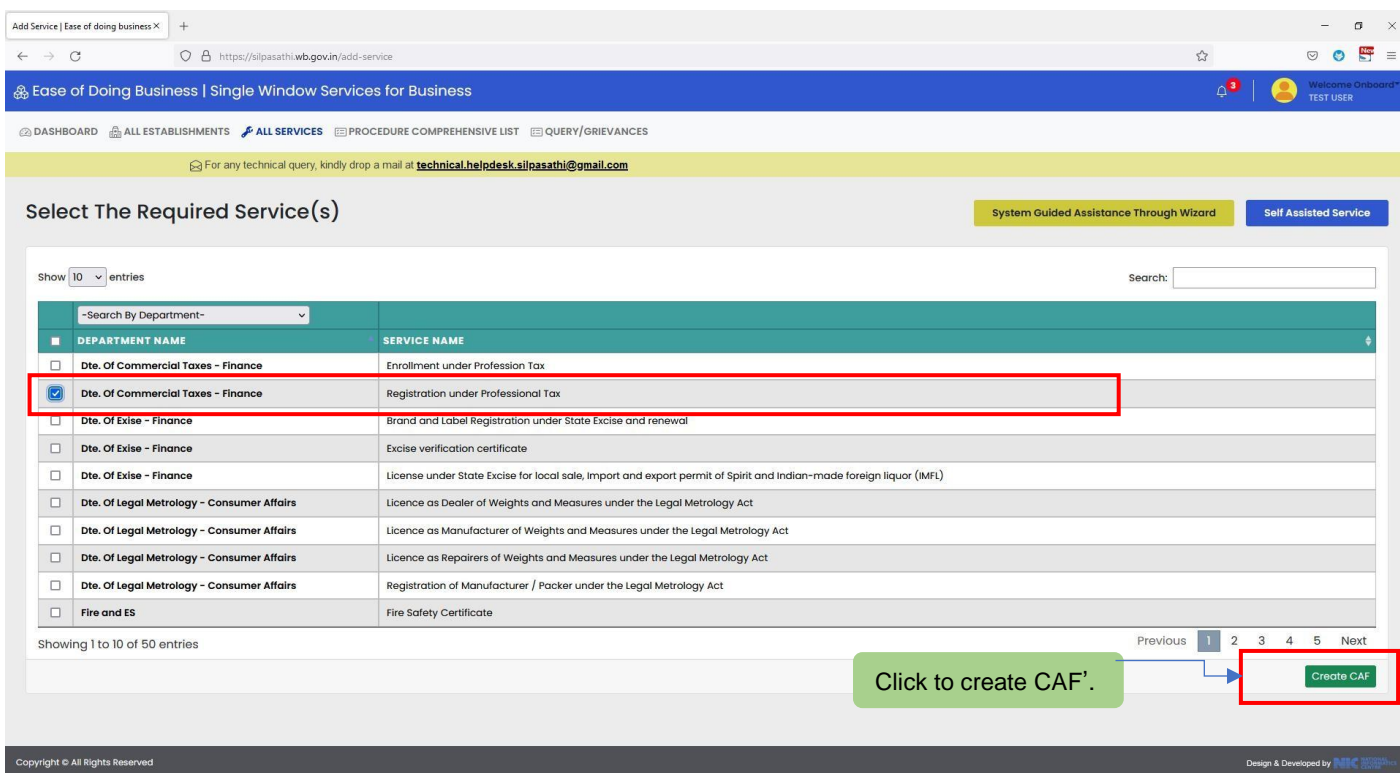 Add Service | Ease of doing business ×
https://silpasathi.wb.gov.in/add-service
New
Ease of Doing Business | Single Window Services for Business
3
Welcome Onboard
TEST USER
DASHBOARD ALL ESTABLISHMENTS ALL SERVICES PROCEDURE COMPREHENSIVE LIST QUERY/GRIEVANCES
For any technical query, kindly drop a mail at technical.helpdesk.silpasathi@gmail.com
Select The Required Service(s)
System Guided Assistance Through Wizard
Self Assisted Service
Show 10 entries
Search:
-Search By Department-
DEPARTMENT NAME SERVICE NAME
Dte. Of Commercial Taxes - Finance Enrollment under Profession Tax
Dte. Of Commercial Taxes - Finance Registration under Professional Tax
Dte. Of Exise - Finance Brand and Label Registration under State Excise and renewal
Dte. Of Exise - Finance Excise verification certificate
Dte. Of Exise - Finance License under State Excise for local sale, Import and export permit of Spirit and Indian-made foreign liquor (IMFL)
Dte. Of Legal Metrology - Consumer Affairs Licence as Dealer of Weights and Measures under the Legal Metrology Act
Dte. Of Legal Metrology - Consumer Affairs Licence as Manufacturer of Weights and Measures under the Legal Metrology Act
Dte. Of Legal Metrology - Consumer Affairs Licence as Repairers of Weights and Measures under the Legal Metrology Act
Dte. Of Legal Metrology - Consumer Affairs Registration of Manufacturer / Packer under the Legal Metrology Act
Fire and ES Fire Safety Certificate
Showing 1 to 10 of 50 entries
Previous 1 2 3 4 5 Next
Click to create CAF’.
Create CAF
Copyright © All Rights Reserved
Design & Developed by NIC